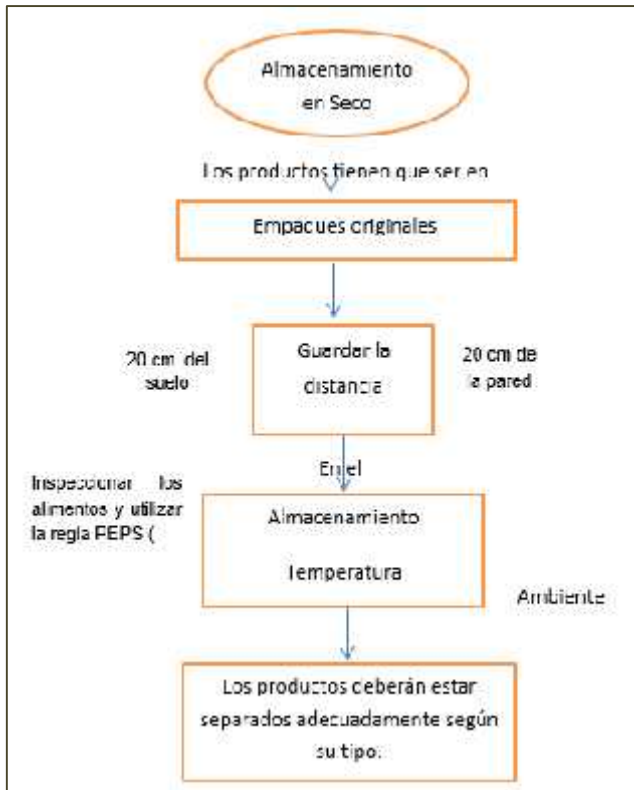 Almacenamiento
en Seco
Los productos tienen que ser en
Empaques originales
20 cm. del
suelo
Guardar la
distancia
20 cm de
la pared
En el
Inspeccionar los
alimentos y utilizar
la regla PEPS (
Almacenamiento
Temperatura
Ambiente
Los productos deberán estar
separados adecuadamente según
su tipo.